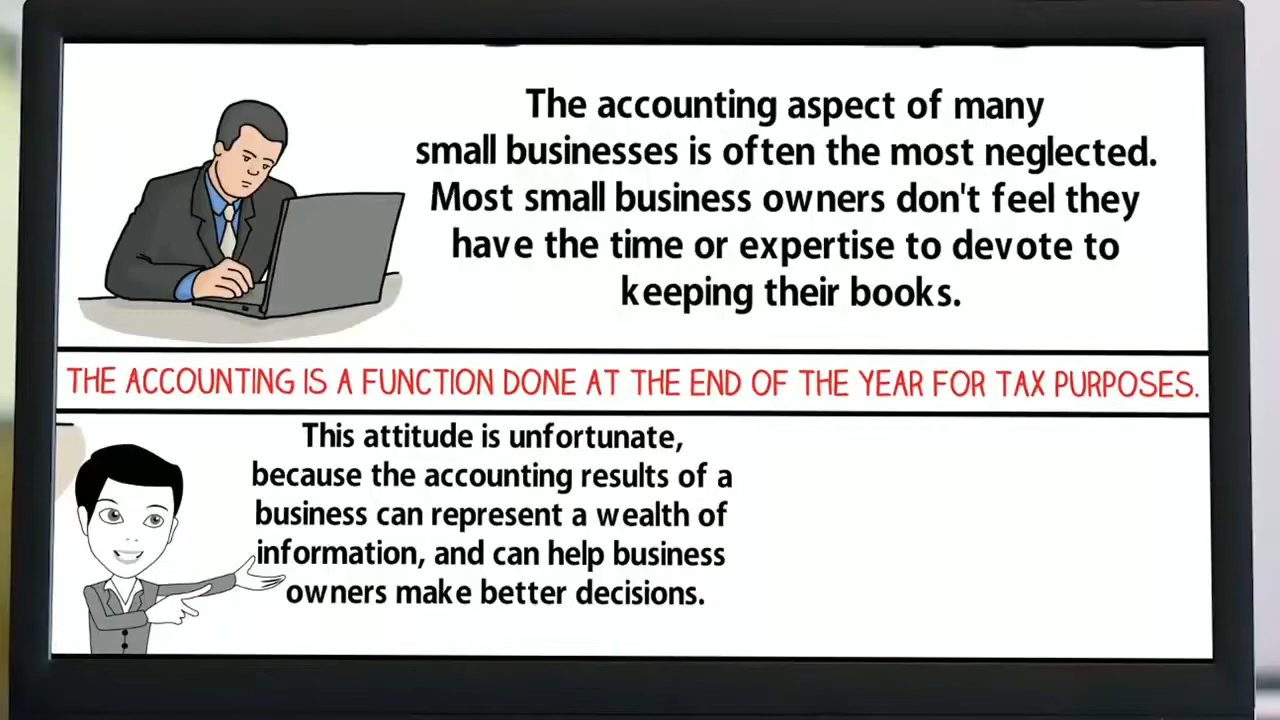 The accounting aspect of many
small businesses is often the most neglected.
Most small business owners don't feel they
have the time or expertise to devote to
keeping their books.
THE ACCOUNTING IS A FUNCTION DONE AT THE END OF THE YEAR FOR TAX PURPOSES.
This attitude is unfortunate,
because the accounting results of a
business can represent a wealth of
information, and can help business
owners make better decisions.